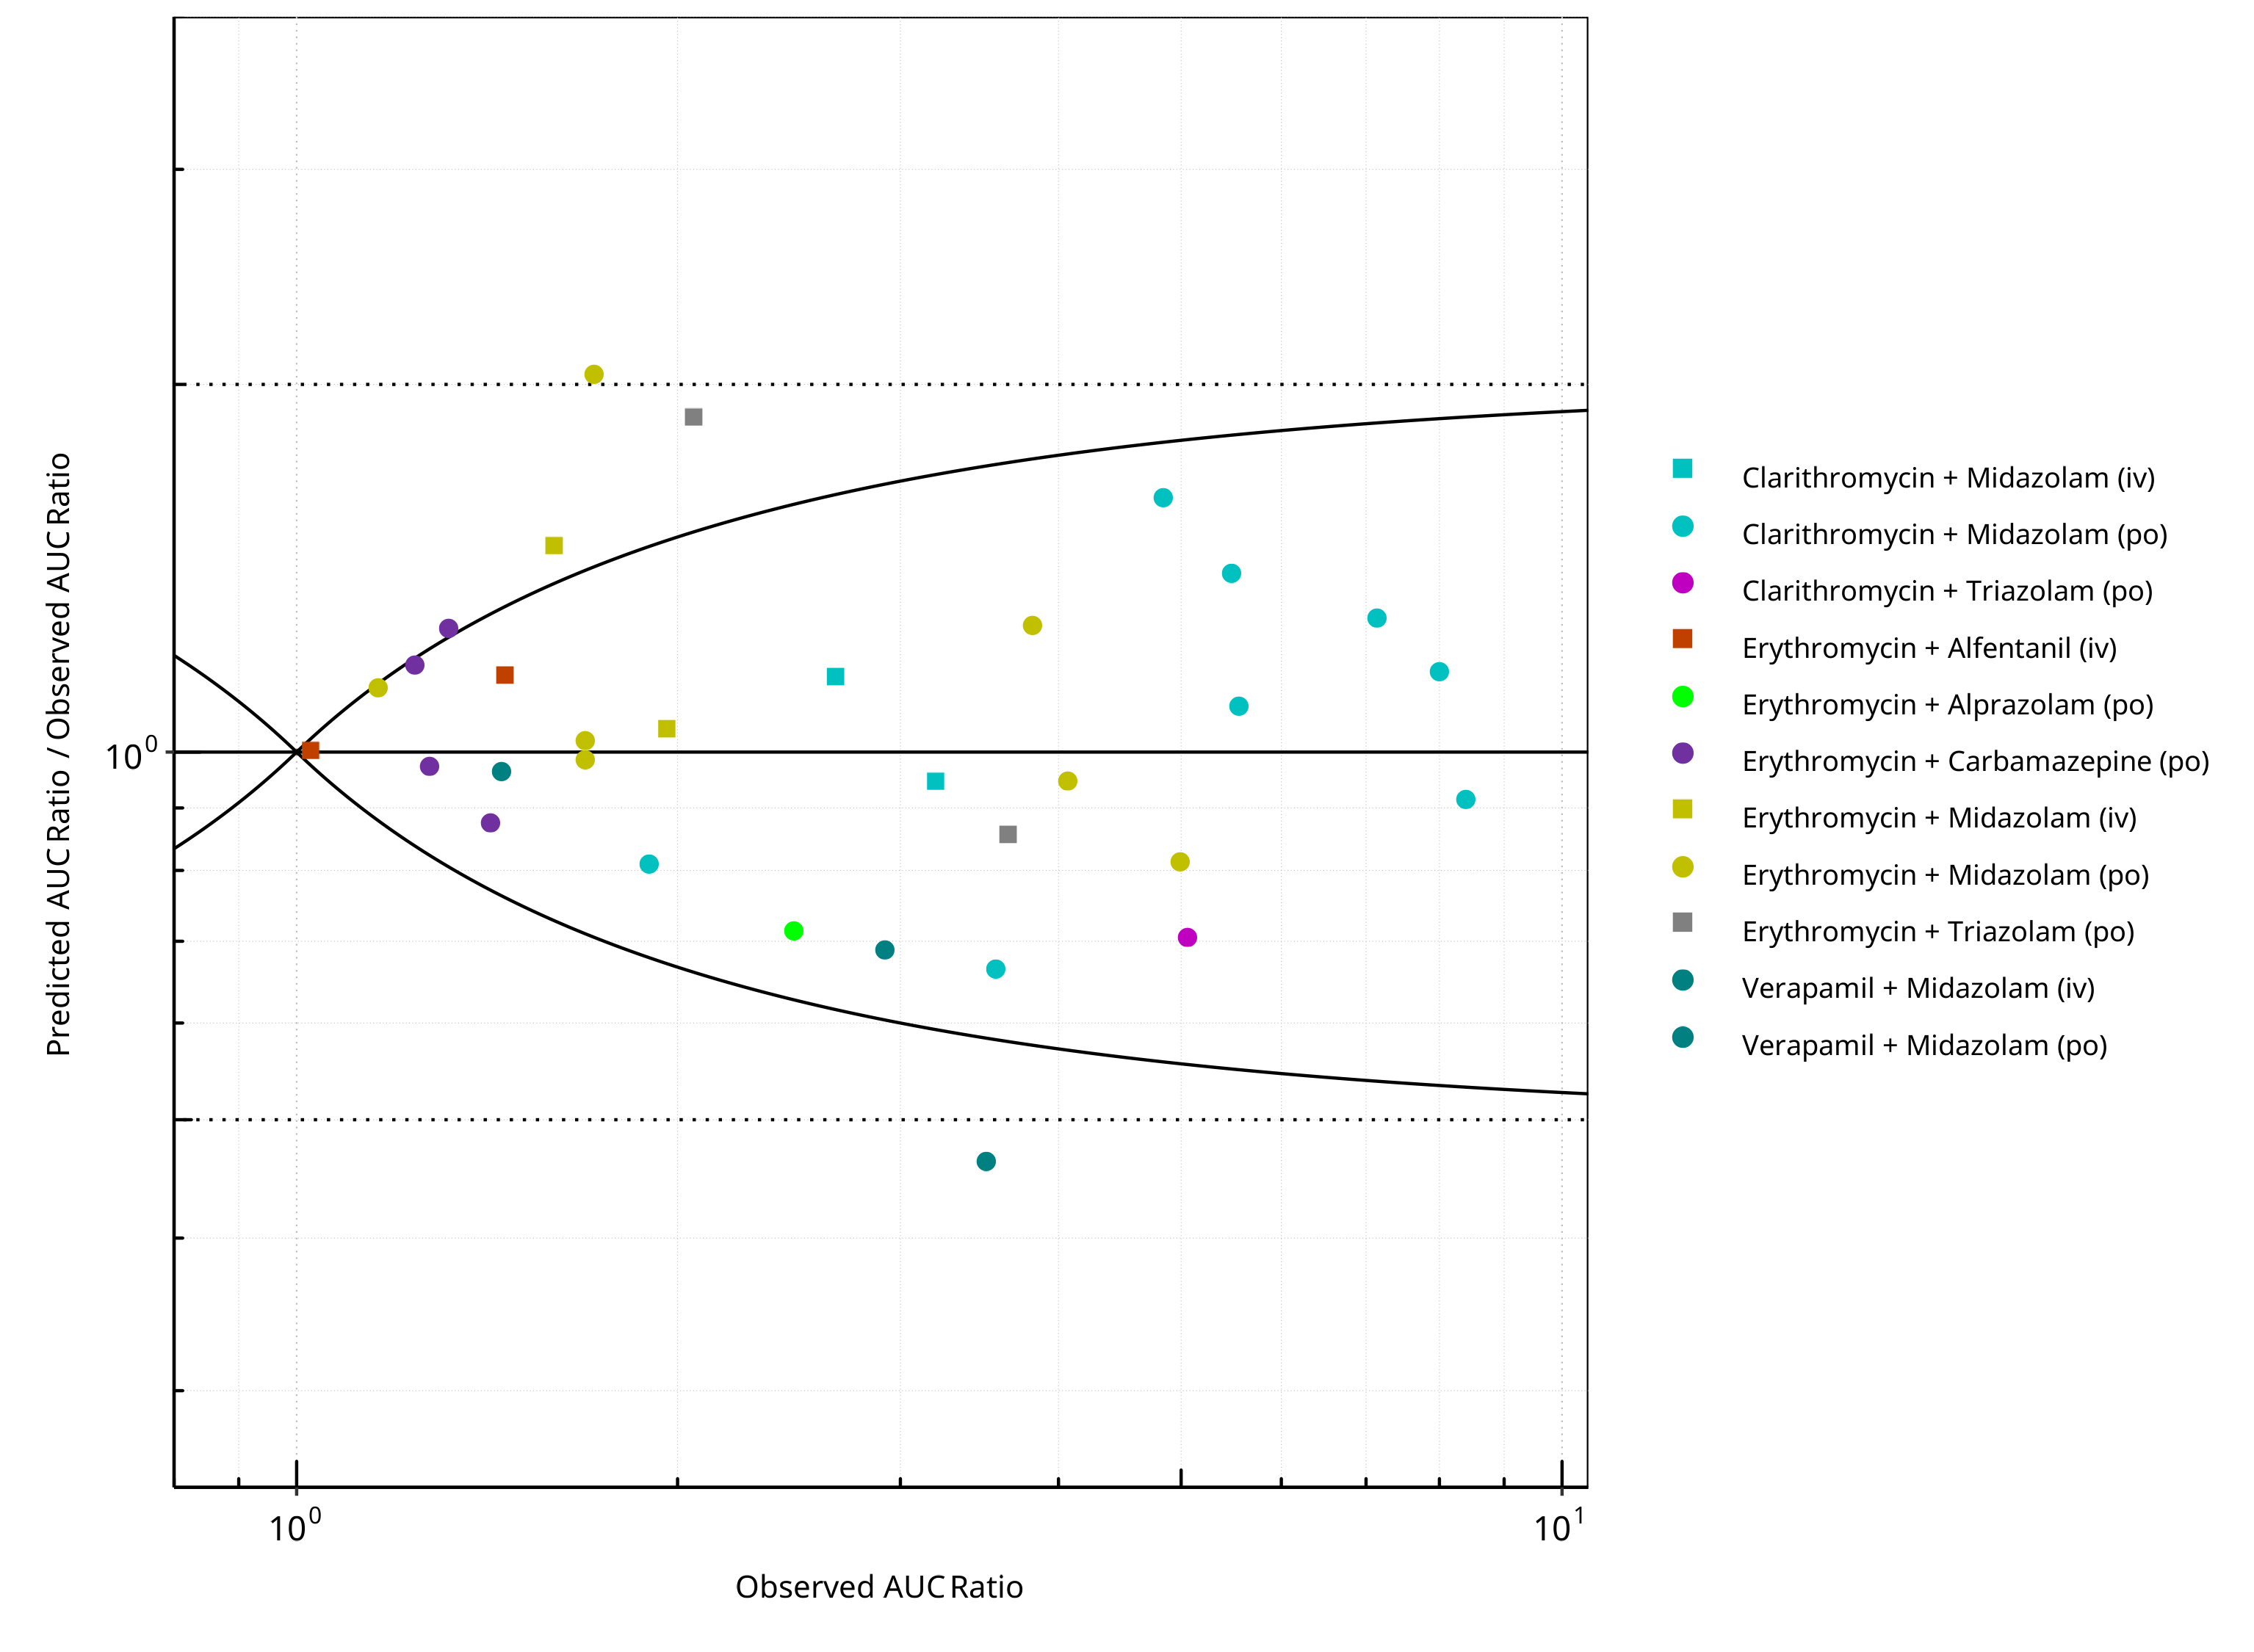 Predicted AUC Ratio / Observed AUC Ratio
10^0
10^0
10^1
Observed AUC Ratio
Clarithromycin + Midazolam (iv)
Clarithromycin + Midazolam (po)
Clarithromycin + Triazolam (po)
Erythromycin + Alfentanil (iv)
Erythromycin + Alprazolam (po)
Erythromycin + Carbamazepine (po)
Erythromycin + Midazolam (iv)
Erythromycin + Midazolam (po)
Erythromycin + Triazolam (po)
Verapamil + Midazolam (iv)
Verapamil + Midazolam (po)